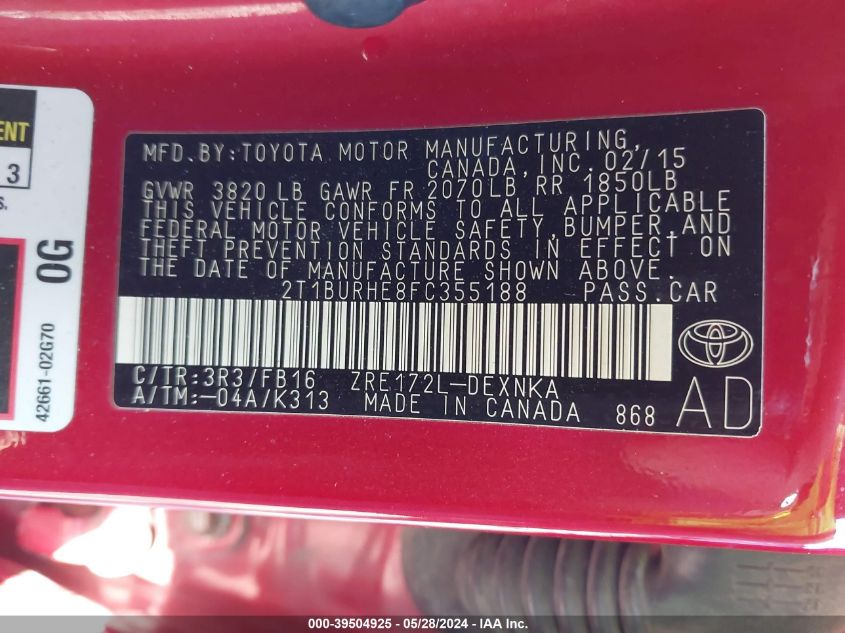 ENT
3
S.
0G
42661-02G70
MFD.BY:TOYOTA MOTOR MANUFACTURING,
CANADA,INC.02/15
GVWR 3820 LB GAWR FR 2070LB RR 1850LB
THIS VEHICLE CONFORMS TO ALL APPLICABLE
FEDERAL MOTOR VEHICLE SAFETY,BUMPER,AND
THEFT PREVENTION STANDARDS IN EFFECT ON
THE DATE OF MANUFACTURE SHOWN ABOVE.
2T1BURHE8FC355188 PASS.CAR
C/TR:3R3/FB16 ZRE172L-DEXNKA
A/TM:-04A/K313 MADE IN CANADA 868 AD
000-39504925 - 05/28/2024 - IAA Inc.